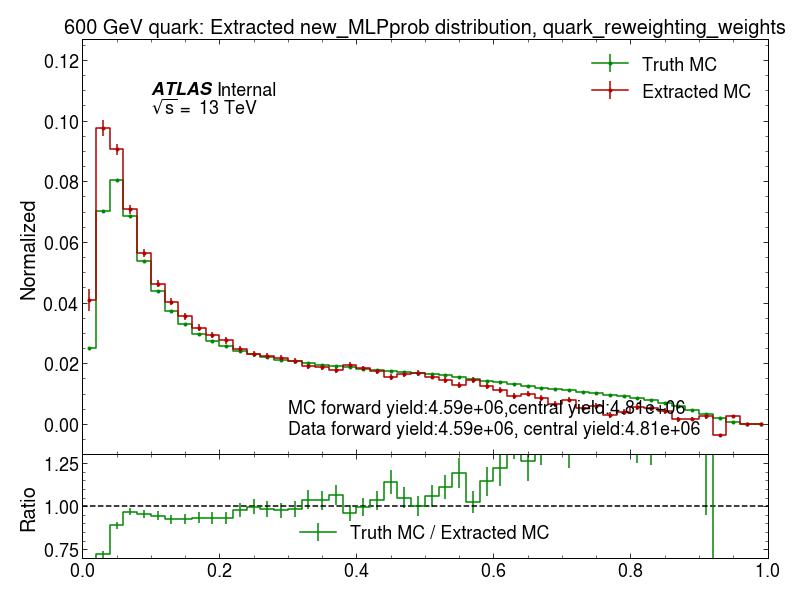 600 GeV quark: Extracted new_MLPprob distribution, quark_reweighting_weights
ATLAS Internal
√s = 13 TeV
Truth MC
Extracted MC
Normalized
0.12
0.10
0.08
0.06
0.04
0.02
0.00
MC forward yield:4.59e+06,central yield:4.81e+06
Data forward yield:4.59e+06, central yield:4.81e+06
Ratio
1.25
1.00
0.75
Truth MC / Extracted MC
0.0 0.2 0.4 0.6 0.8 1.0